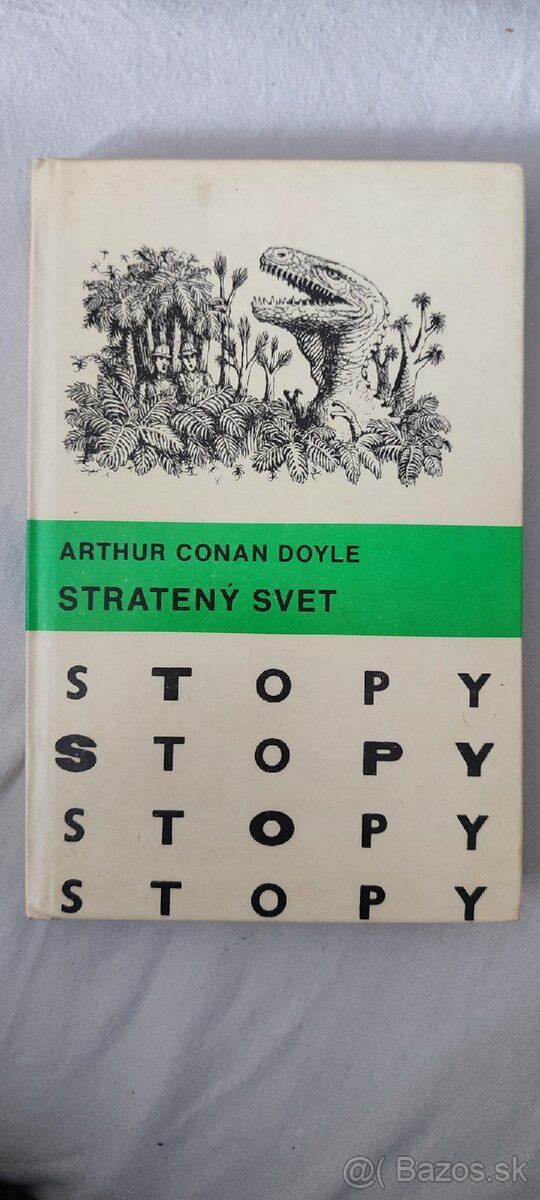 ARTHUR CONAN DOYLE
STRATENÝ SVET
S T O P Y
S T O P Y
S T O P Y
S T O P Y
@( Bazos.sk